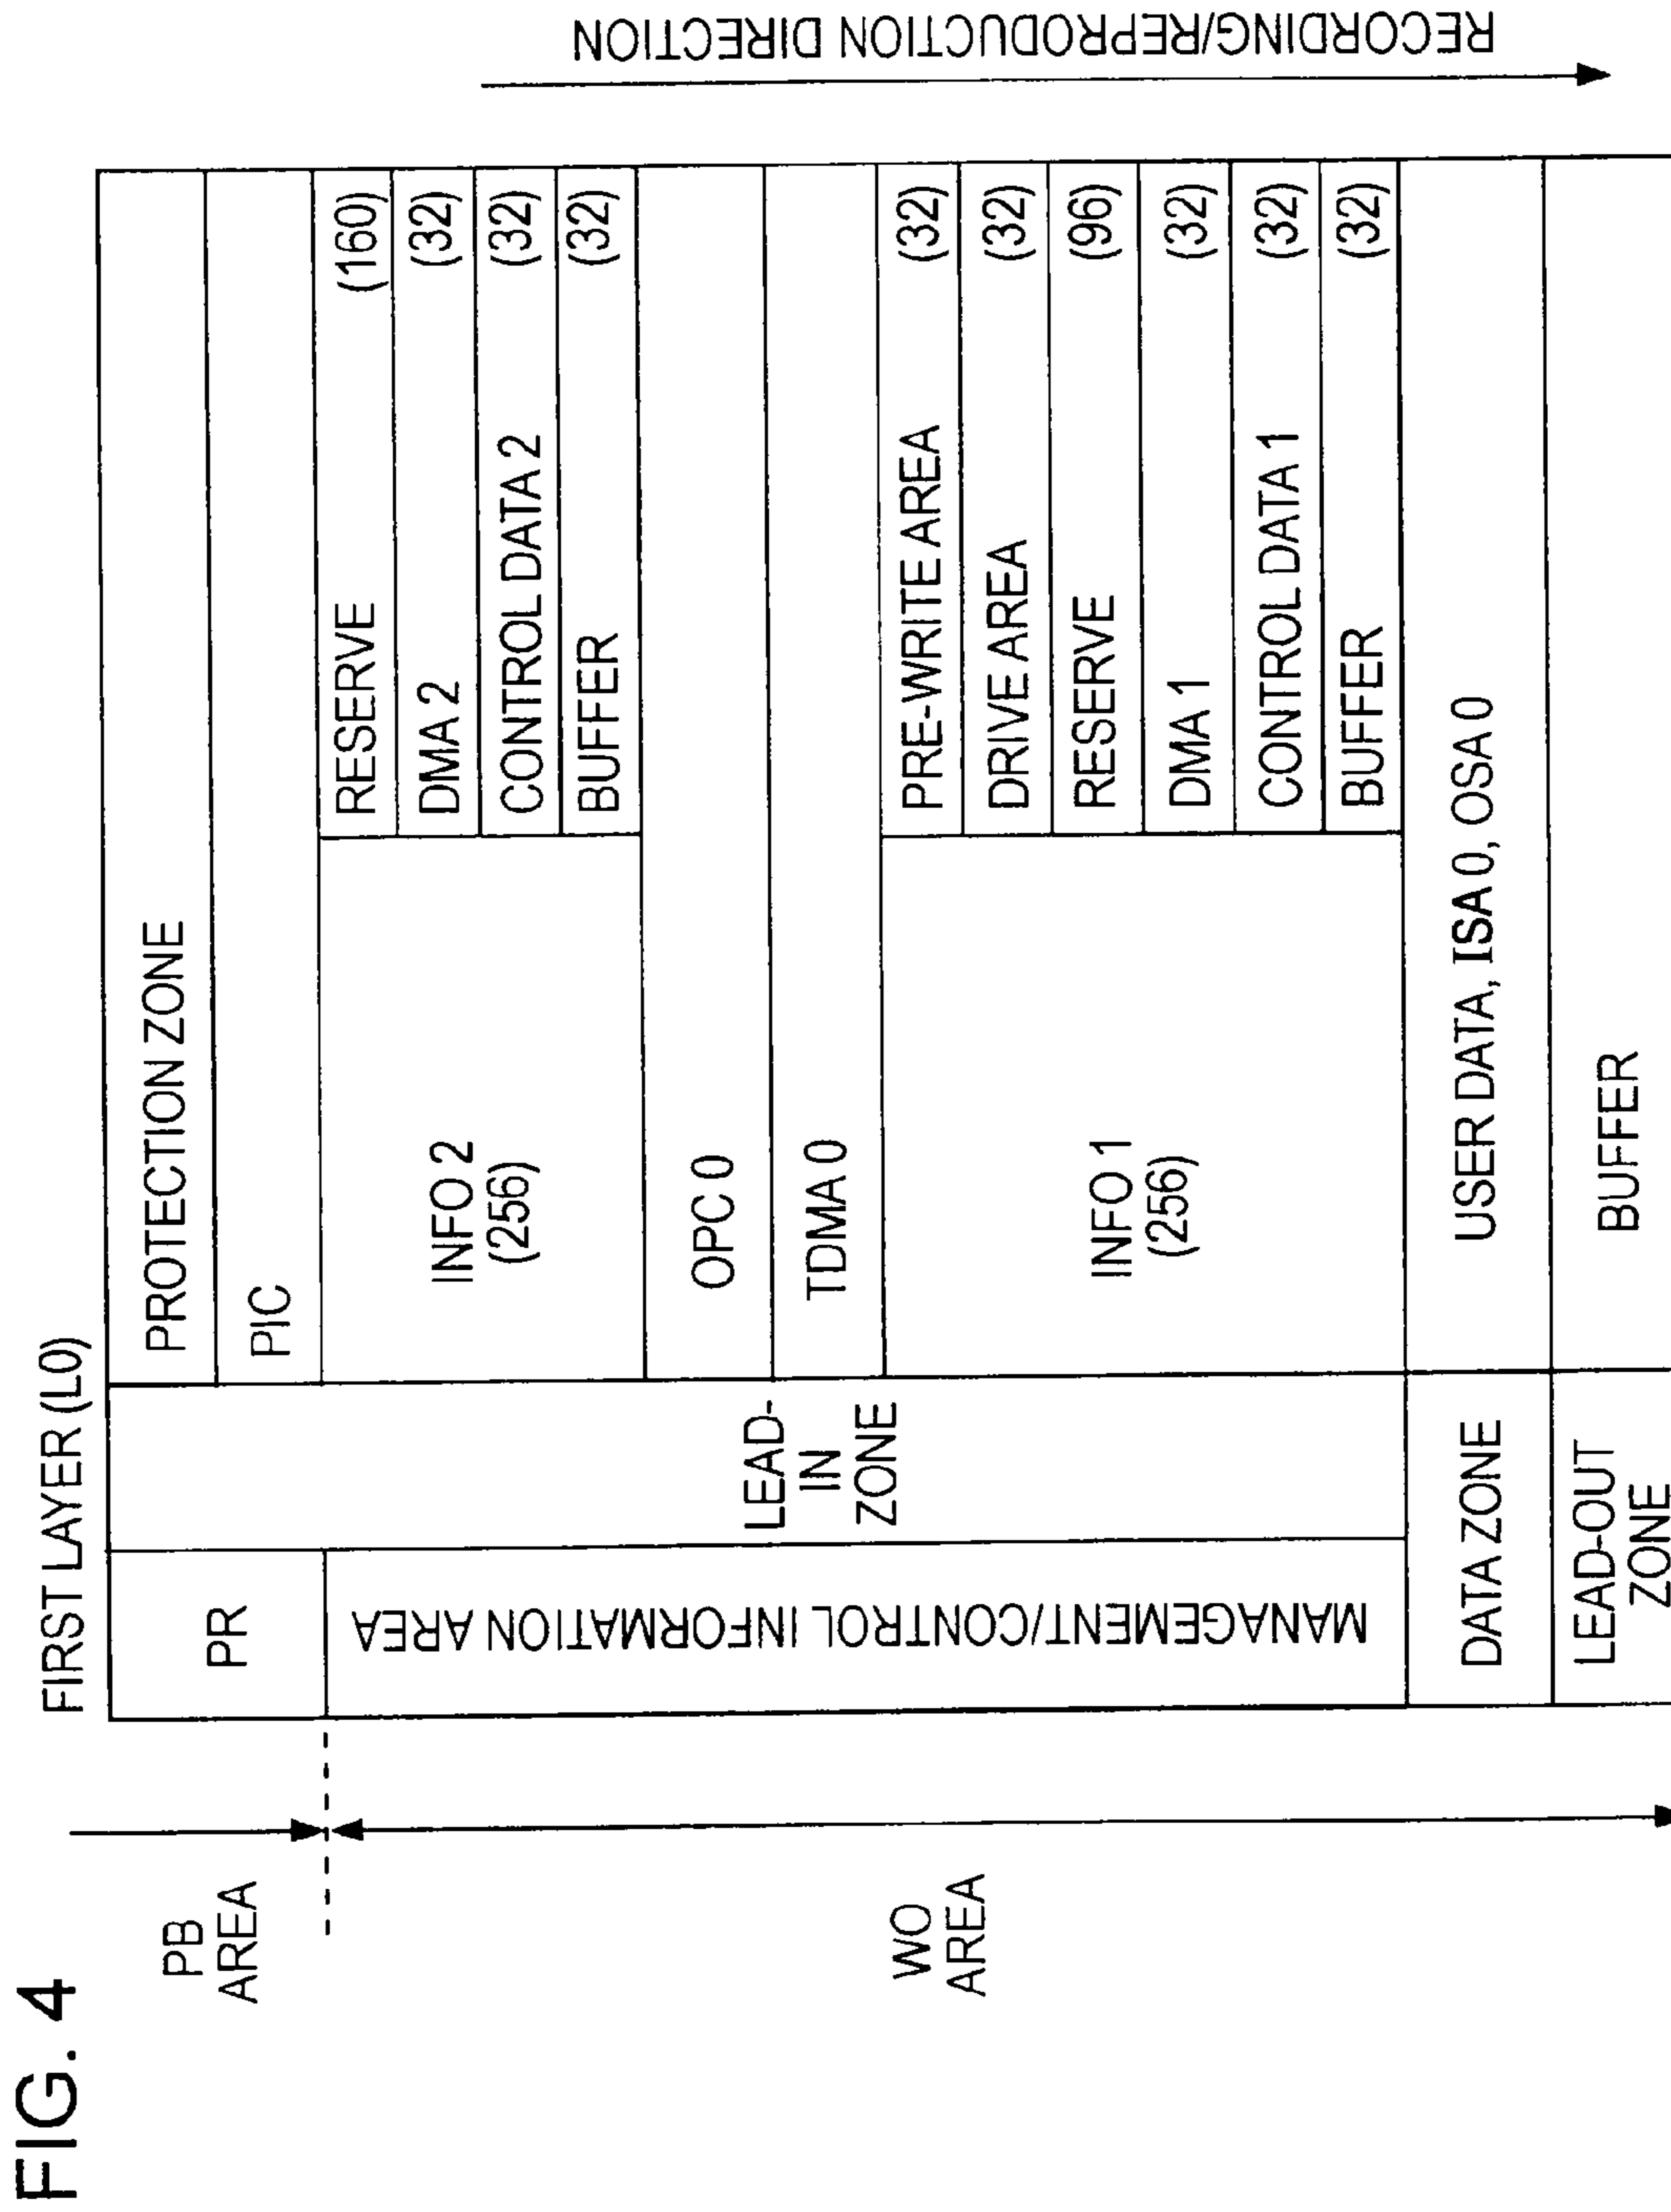 FIG. 4
FIRST LAYER (L0)
PB
AREA
WO
AREA
PR
MANAGEMENT/CONTROL INFORMATION AREA
LEAD-
IN
ZONE
PROTECTION ZONE
PIC
INFO 2
(256)
RESERVE (160)
DMA 2 (32)
CONTROL DATA 2 (32)
BUFFER (32)
OPC 0
TDMA 0
INFO 1
(256)
PRE-WRITE AREA (32)
DRIVE AREA (32)
RESERVE (96)
DMA 1 (32)
CONTROL DATA 1 (32)
BUFFER (32)
DATA ZONE
USER DATA, ISA 0, OSA 0
LEAD-OUT
ZONE
BUFFER
RECORDING/REPRODUCTION DIRECTION